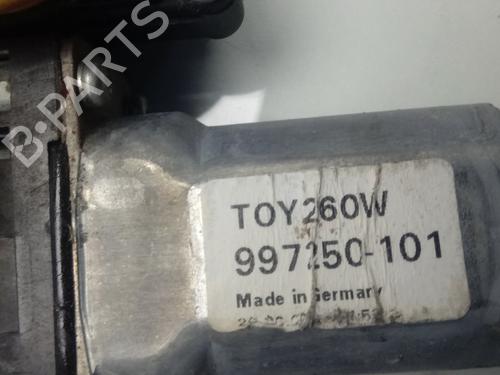 B-PARTS
TOY260W
997250-101
Made in Germany